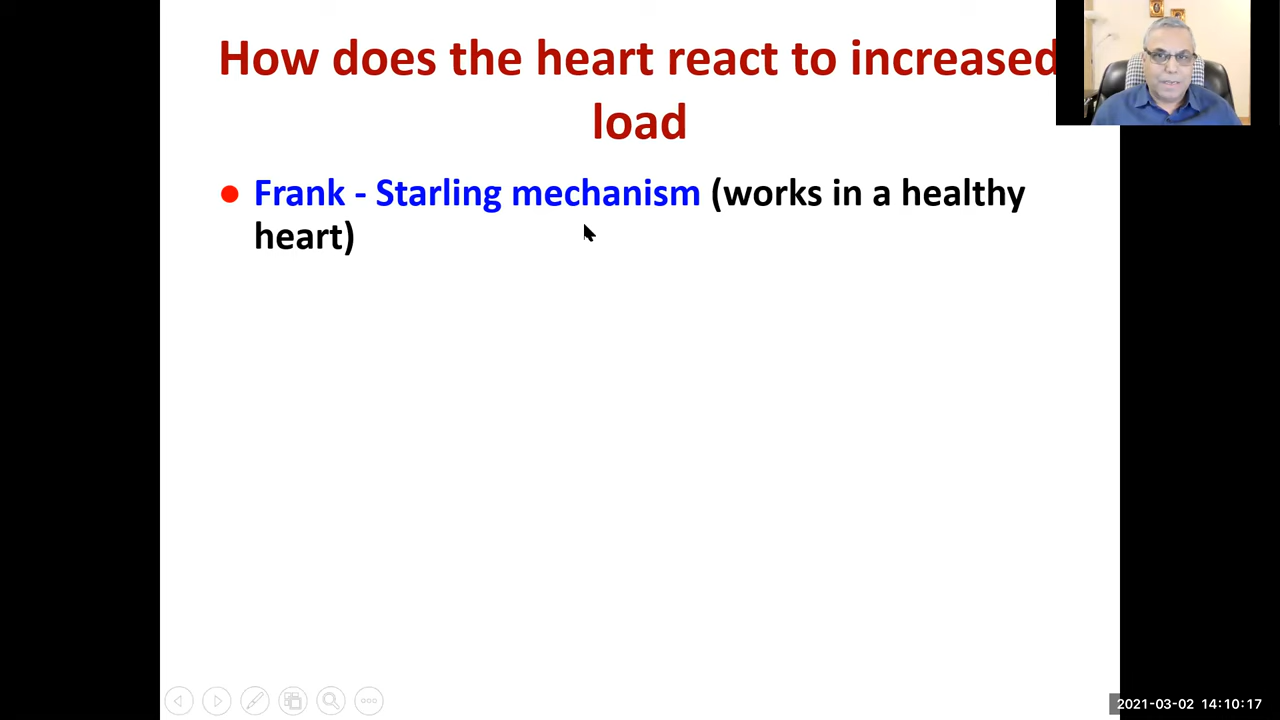 How does the heart react to increased
load
• Frank - Starling mechanism (works in a healthy
heart)
2021-03-02 14:10:17